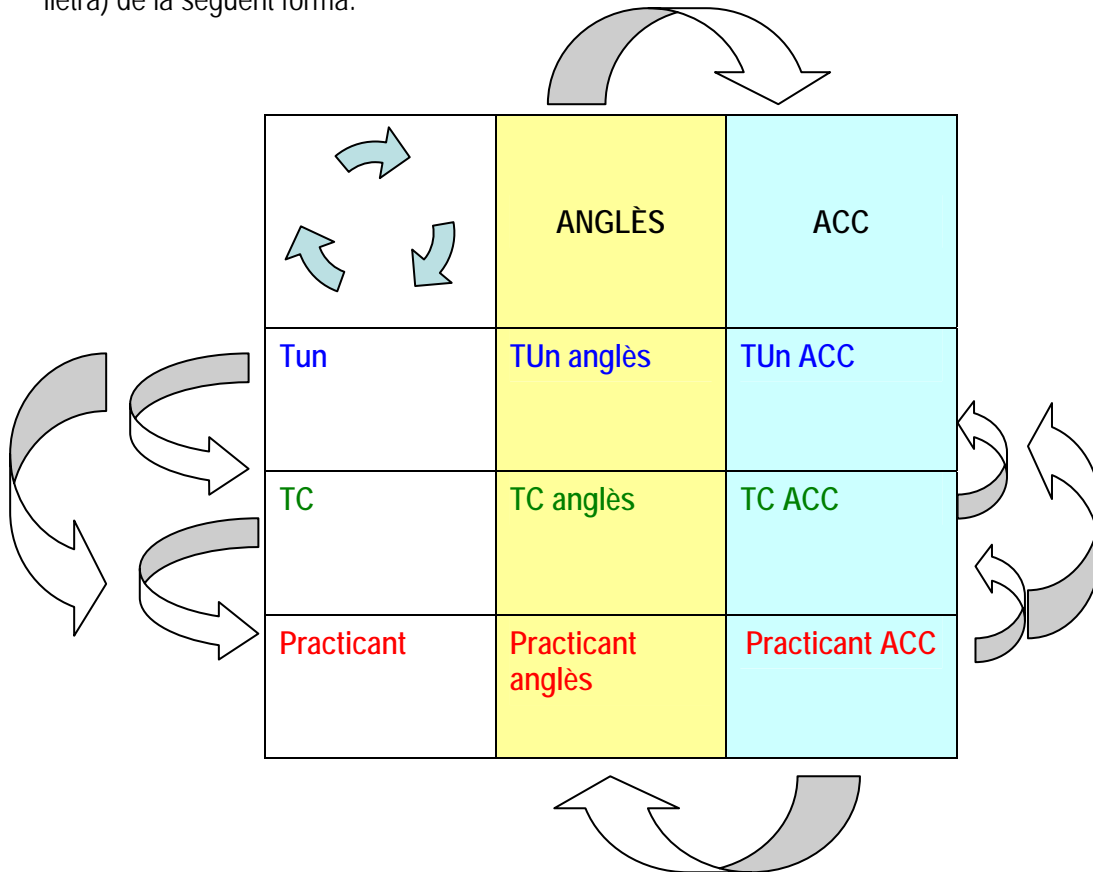 lletra) de la següent forma:
ANGLÈS ACC
Tun TUn anglès TUn ACC
TC TC anglès TC ACC
Practicant Practicant anglès Practicant ACC